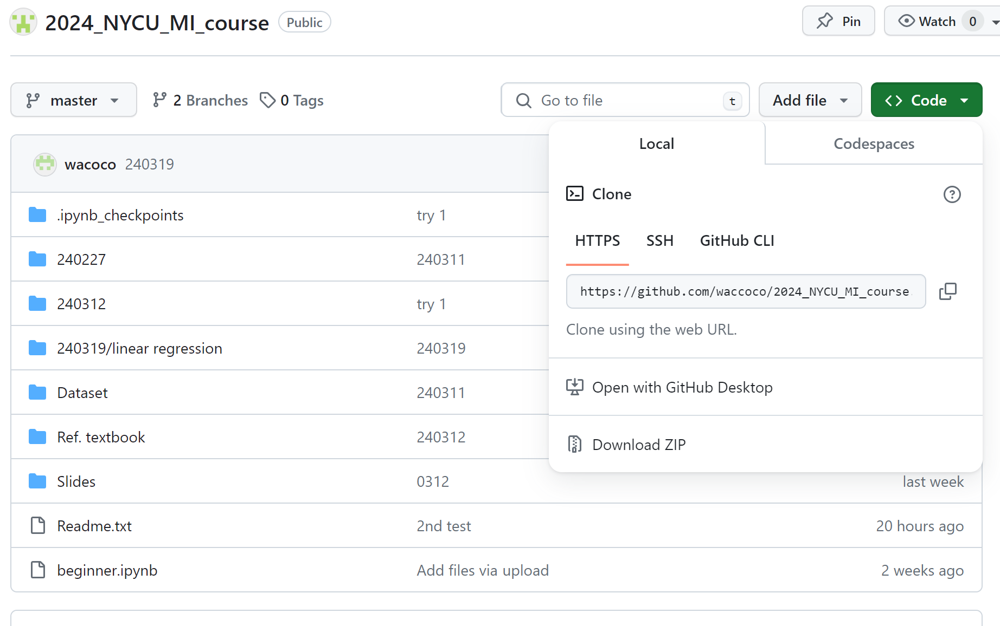 2024_NYCU_MI_course Public Pin Watch 0
master 2 Branches 0 Tags Go to file t Add file Code
Local Codespaces
wacoco 240319
Clone
.ipynb_checkpoints try 1
HTTPS SSH GitHub CLI
240227 240311
https://github.com/waccoco/2024_NYCU_MI_course
240312 try 1
Clone using the web URL.
240319/linear regression 240319
Open with GitHub Desktop
Dataset 240311
Ref. textbook 240312
Download ZIP
Slides 0312 last week
Readme.txt 2nd test 20 hours ago
beginner.ipynb Add files via upload 2 weeks ago